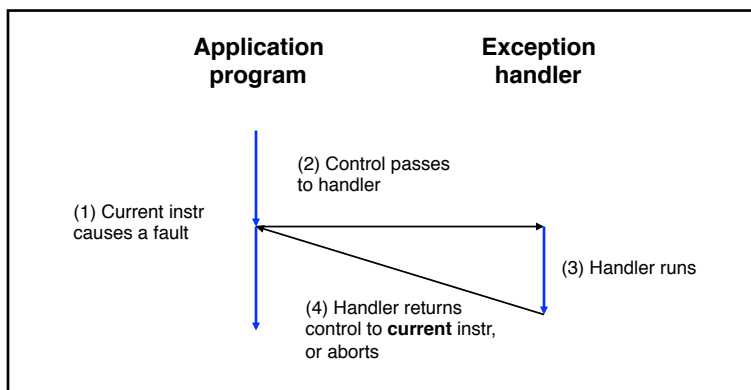 Application
program
Exception
handler
(1) Current instr
causes a fault
(2) Control passes
to handler
(3) Handler runs
(4) Handler returns
control to current instr,
or aborts